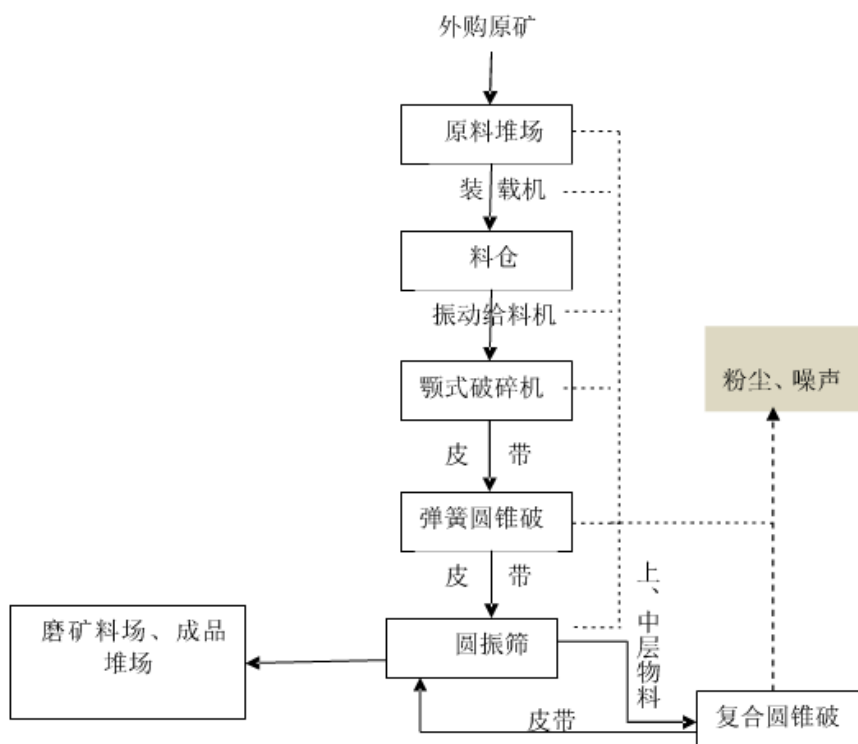 外购原矿
原料堆场
装 载机
料仓
振动给料机
粉尘、噪声
颚式破碎机
皮 带
弹簧圆锥破
皮 带
上、中层物料
磨矿料场、成品
堆场
圆振筛
皮带
复合圆锥破